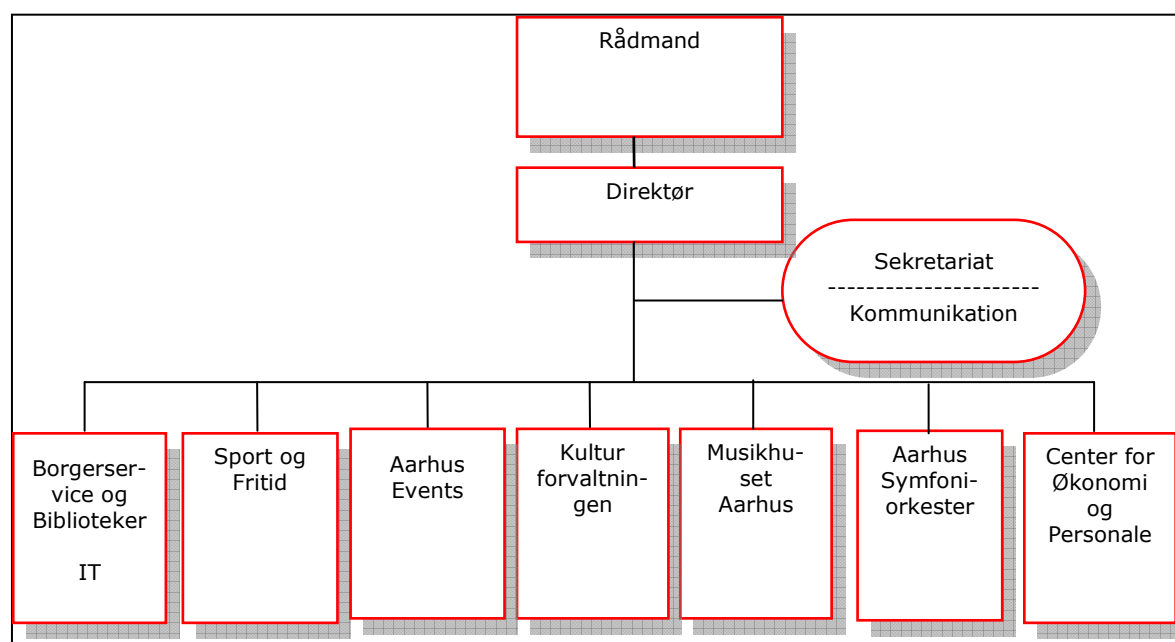 Rådmand
Direktør
Sekretariat
-----------------------
Kommunikation
Borgerser-
vice og
Biblioteker
IT
Sport og
Fritid
Aarhus
Events
Kultur
forvaltnin-
gen
Musikhu-
set
Aarhus
Aarhus
Symfoni-
orkester
Center for
Økonomi
og
Personale